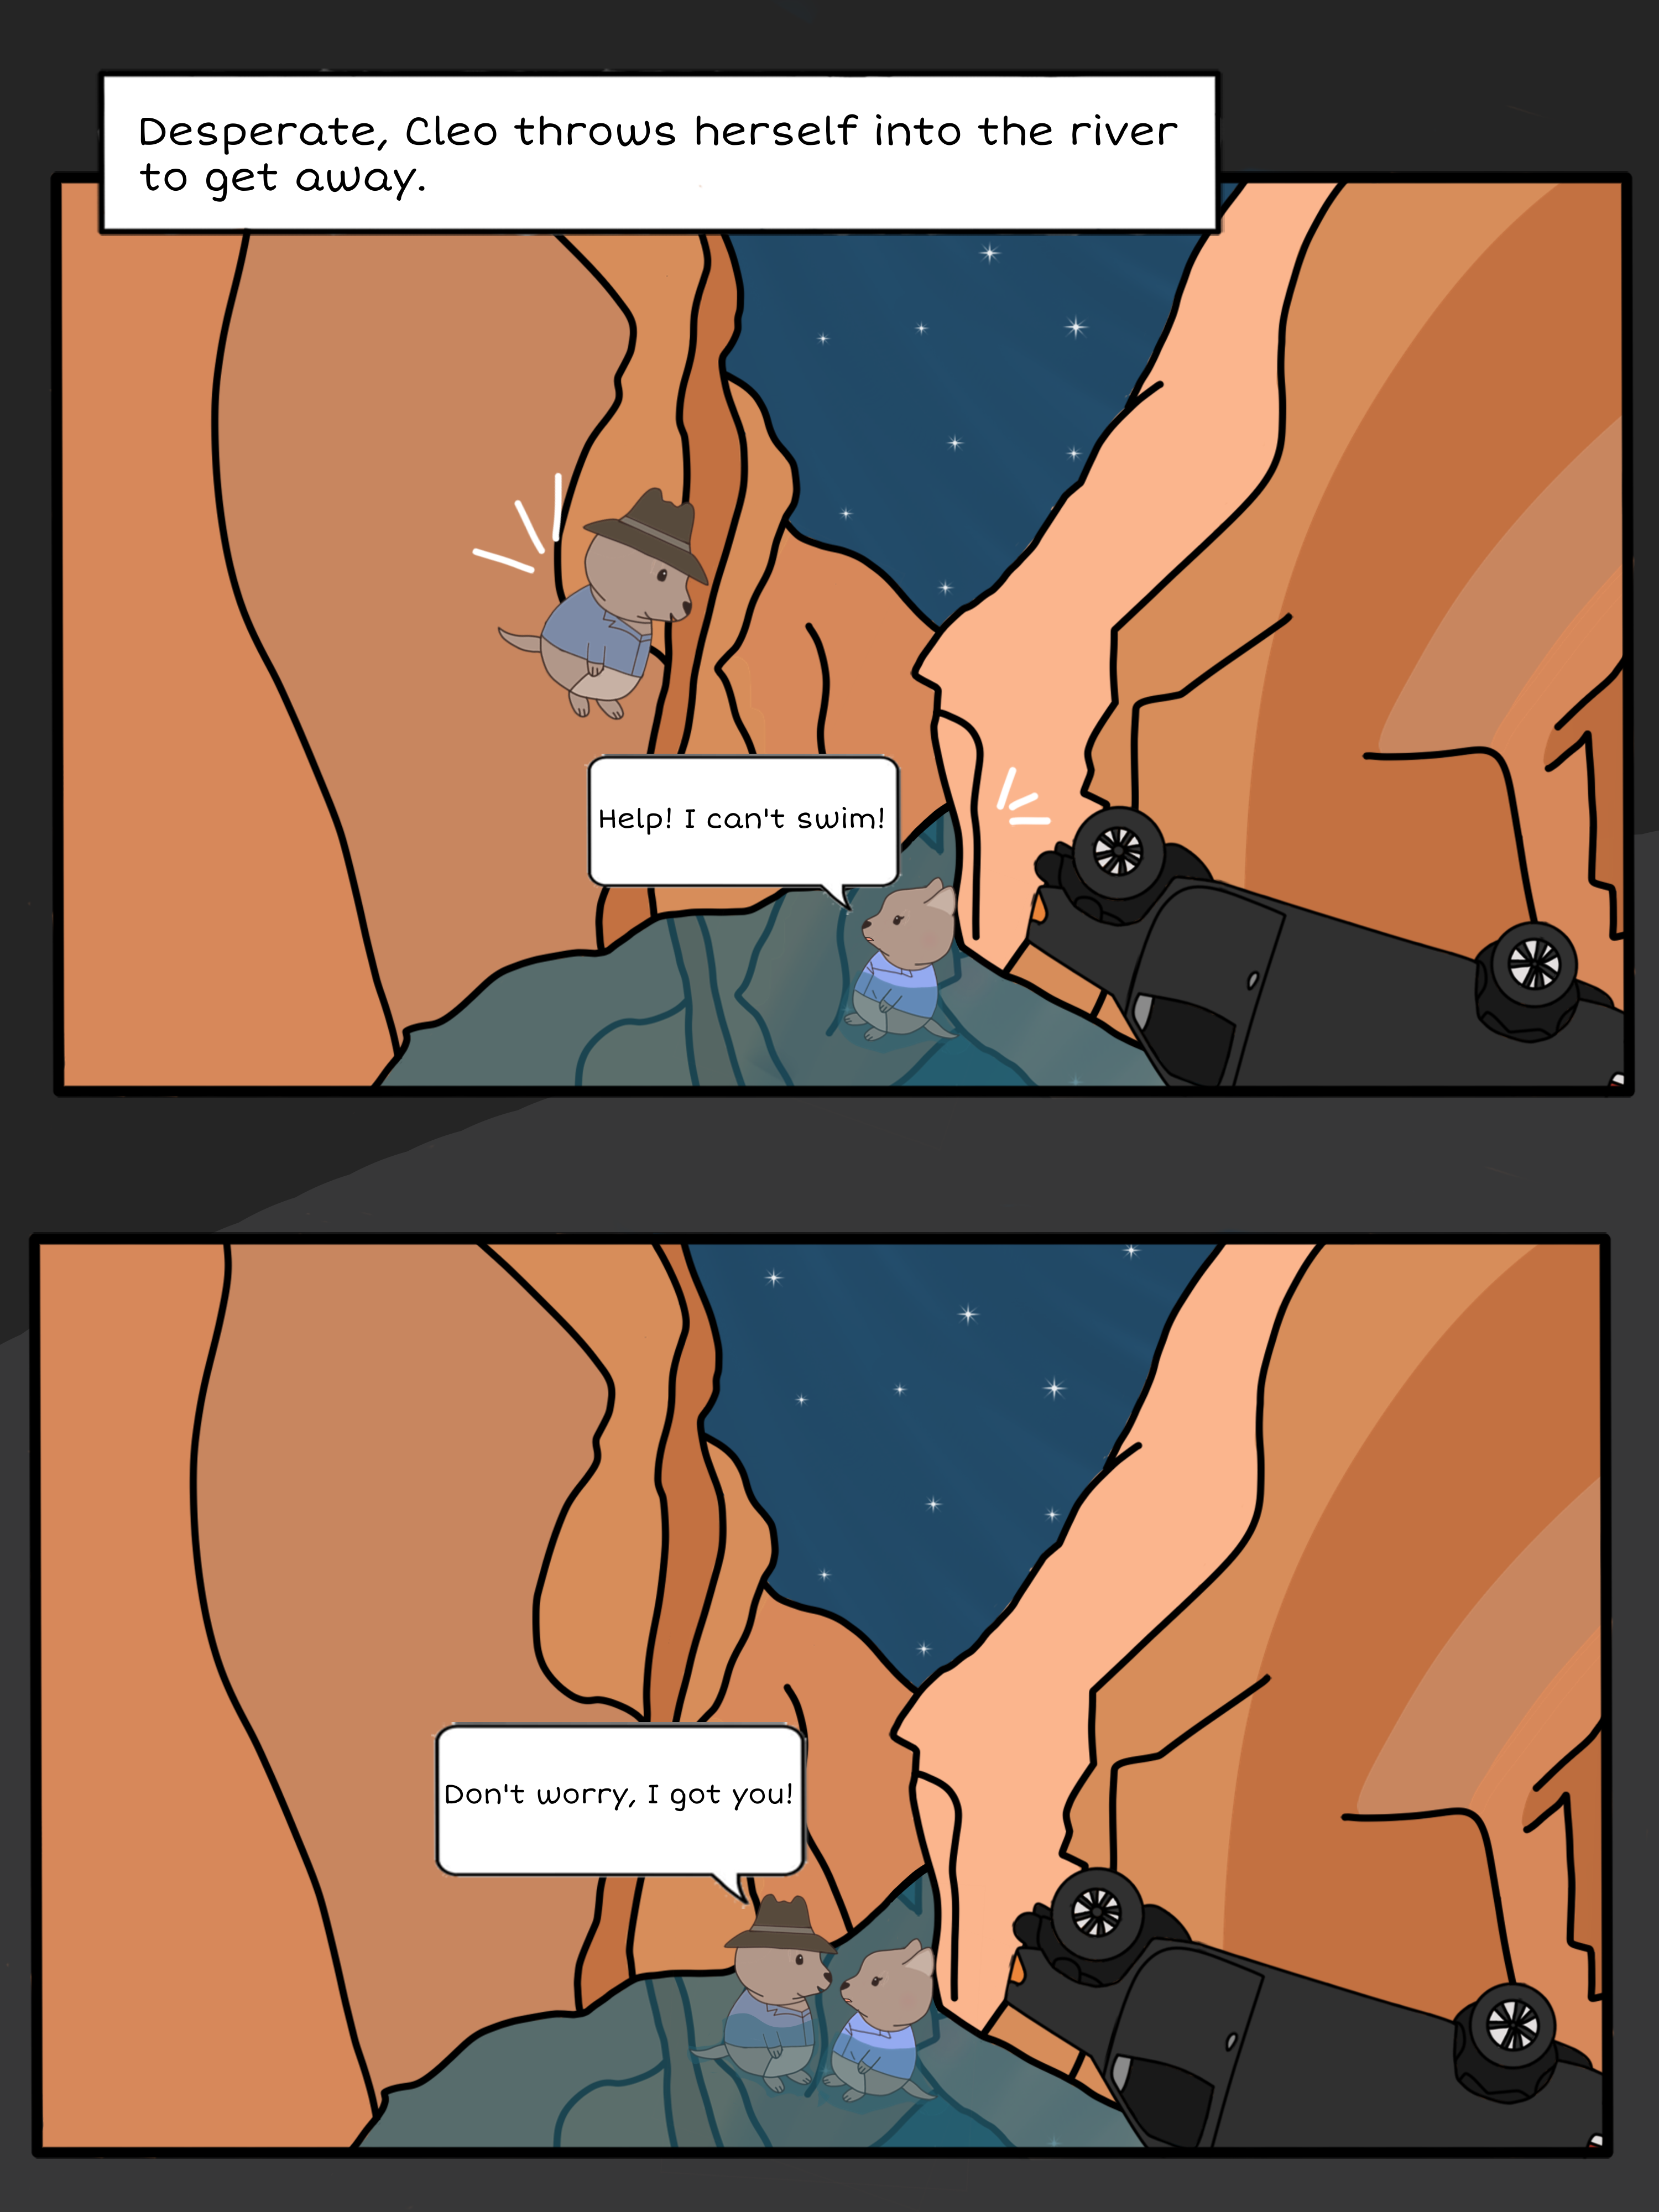 Desperate, Cleo throws herself into the river
to get away.
Help! I can't swim!
Don't worry, I got you!